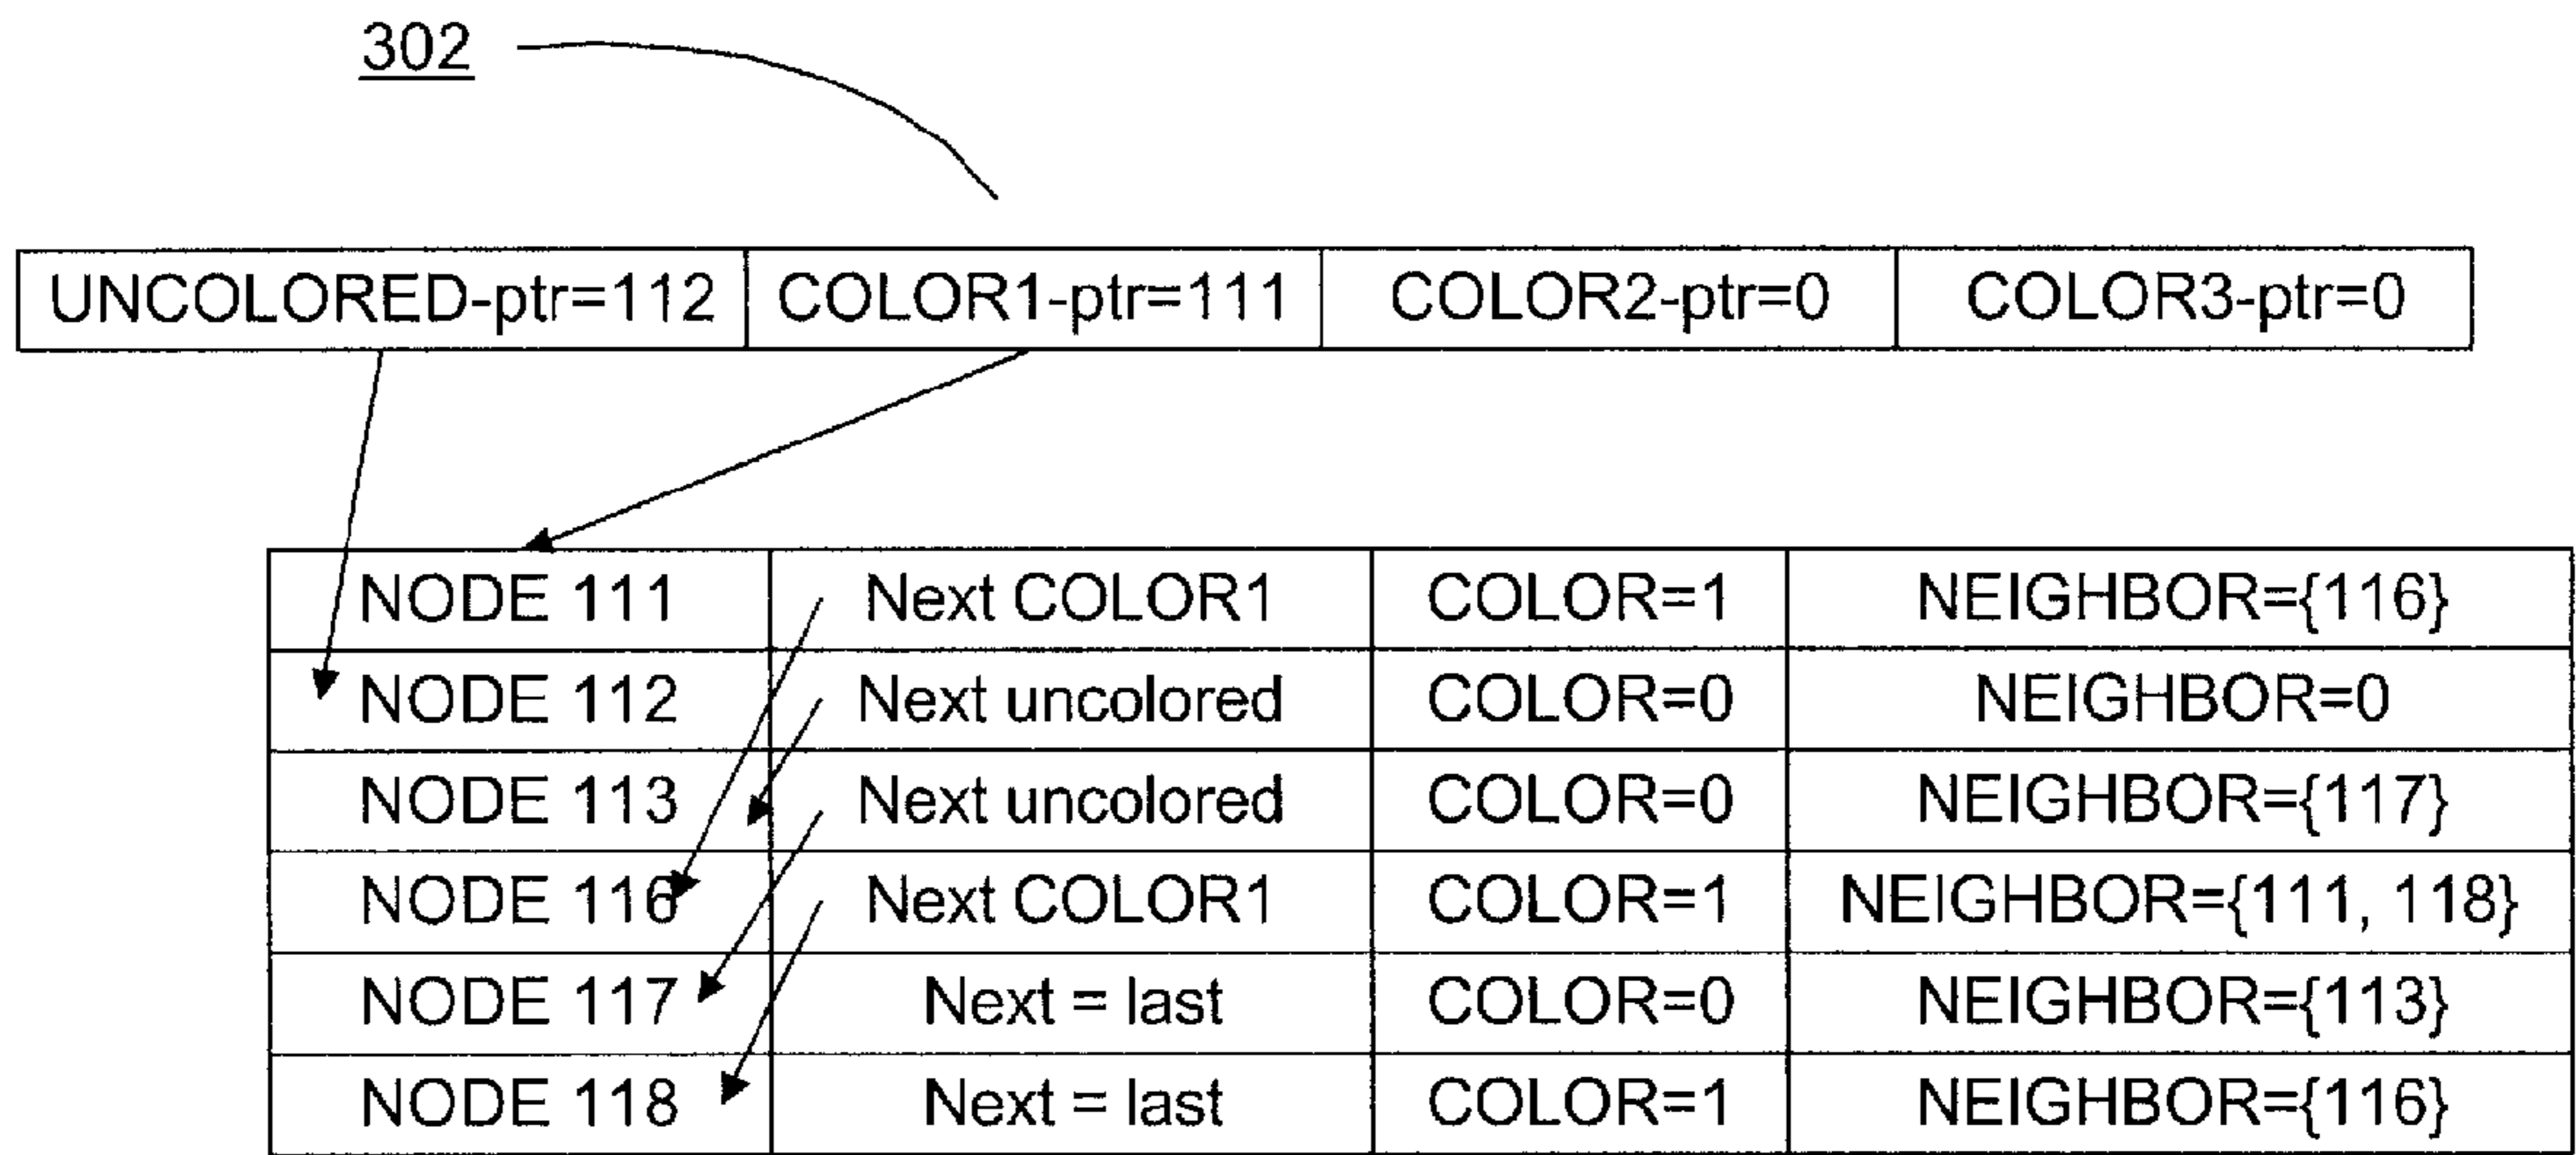 302
UNCOLORED-ptr=112 COLOR1-ptr=111 COLOR2-ptr=0 COLOR3-ptr=0
NODE 111 Next COLOR1 COLOR=1 NEIGHBOR={116}
NODE 112 Next uncolored COLOR=0 NEIGHBOR=0
NODE 113 Next uncolored COLOR=0 NEIGHBOR={117}
NODE 116 Next COLOR1 COLOR=1 NEIGHBOR={111, 118}
NODE 117 Next = last COLOR=0 NEIGHBOR={113}
NODE 118 Next = last COLOR=1 NEIGHBOR={116}